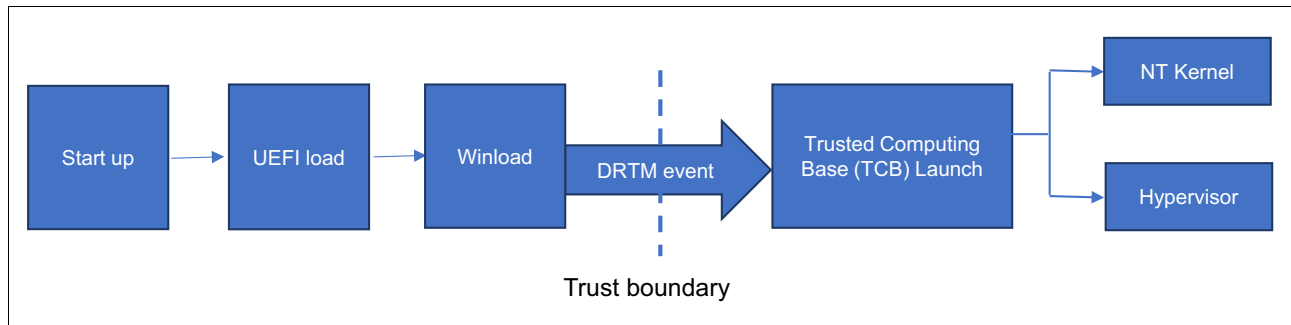 Start up
UEFI load
Winload
DRTM event
Trusted Computing
Base (TCB) Launch
NT Kernel
Hypervisor
Trust boundary